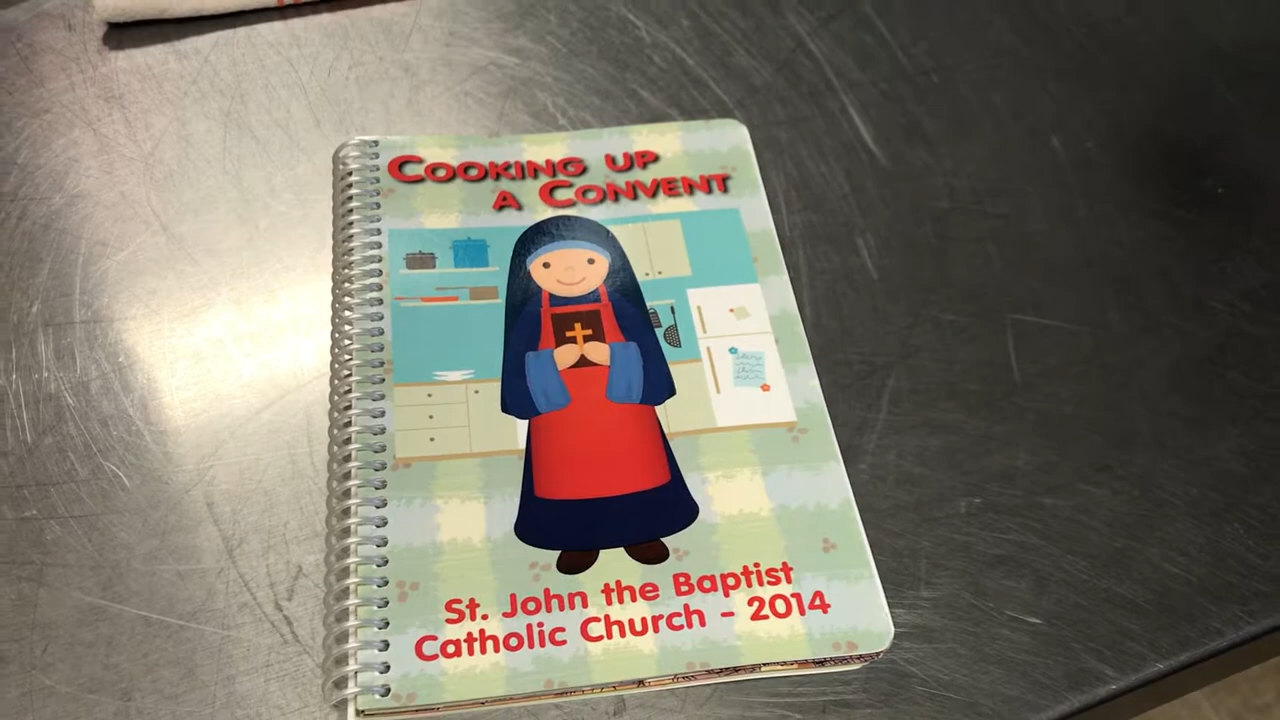 COOKING UP
A CONVENT
St. John the Baptist
Catholic Church - 2014